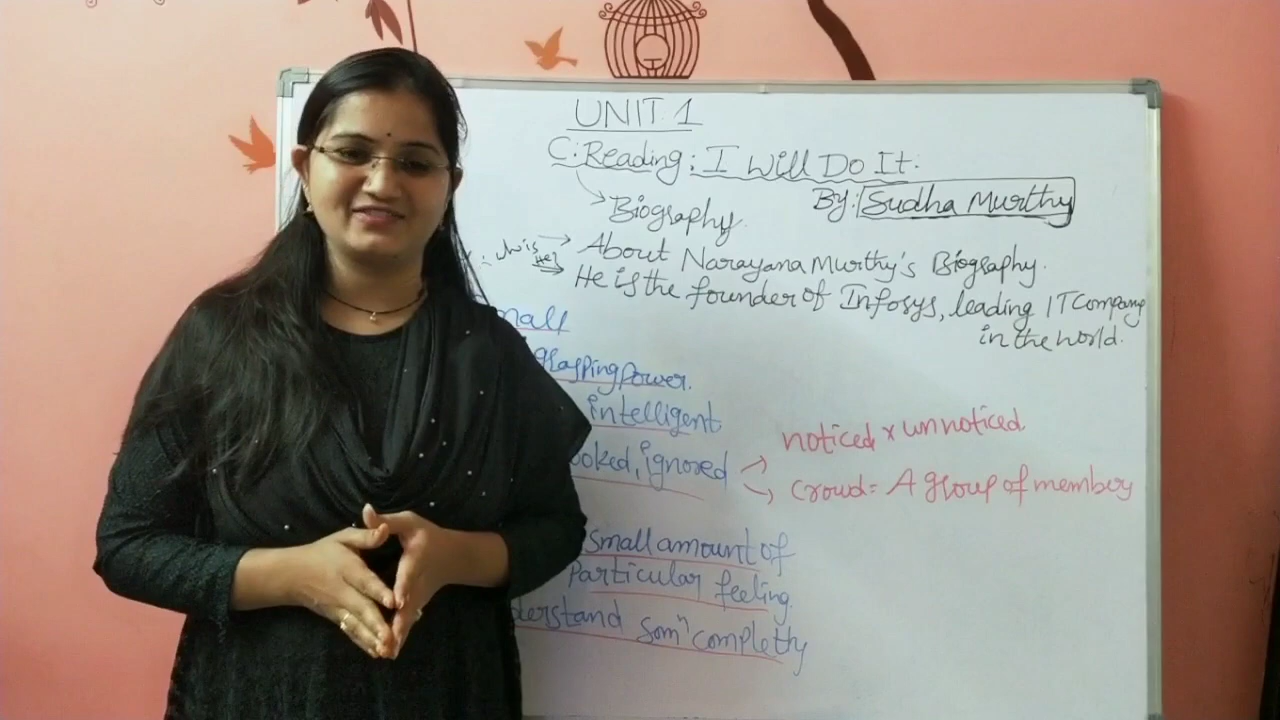 UNIT 1
C: Reading: I Will Do It.
By: Sudha Murthy
Biography
who is He?
About Narayana Murthy's Biography.
He is the founder of Infosys, leading IT Company
in the world.
mall
grasping power.
intelligent
noticed x unnoticed
ooked, ignored
Crowd = A group of members
Small amount of
Particular feeling.
derstand som" completly